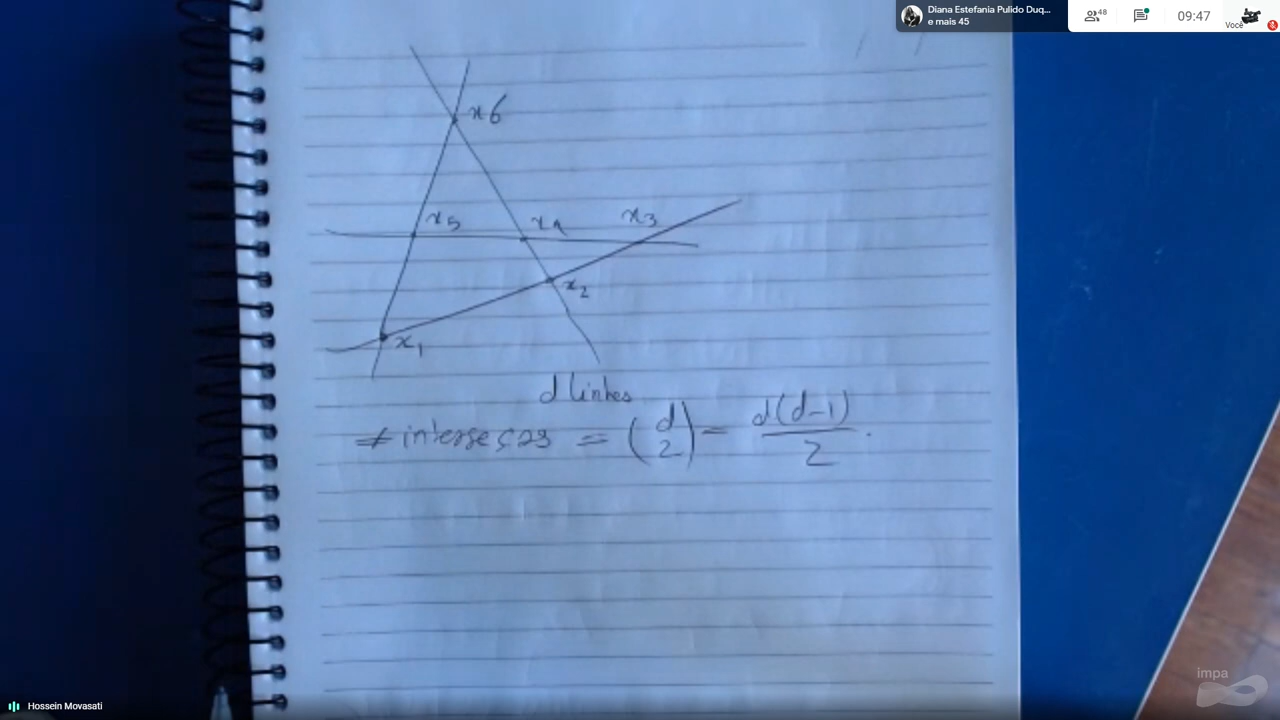 Diana Estefania Pulido Duq...
e mais 45
48
09:47
Você
x6
x5
x4
x3
x2
x1
d linhas
# interseções = (d 2) = d(d-1)/2.
impa
Hossein Movasati